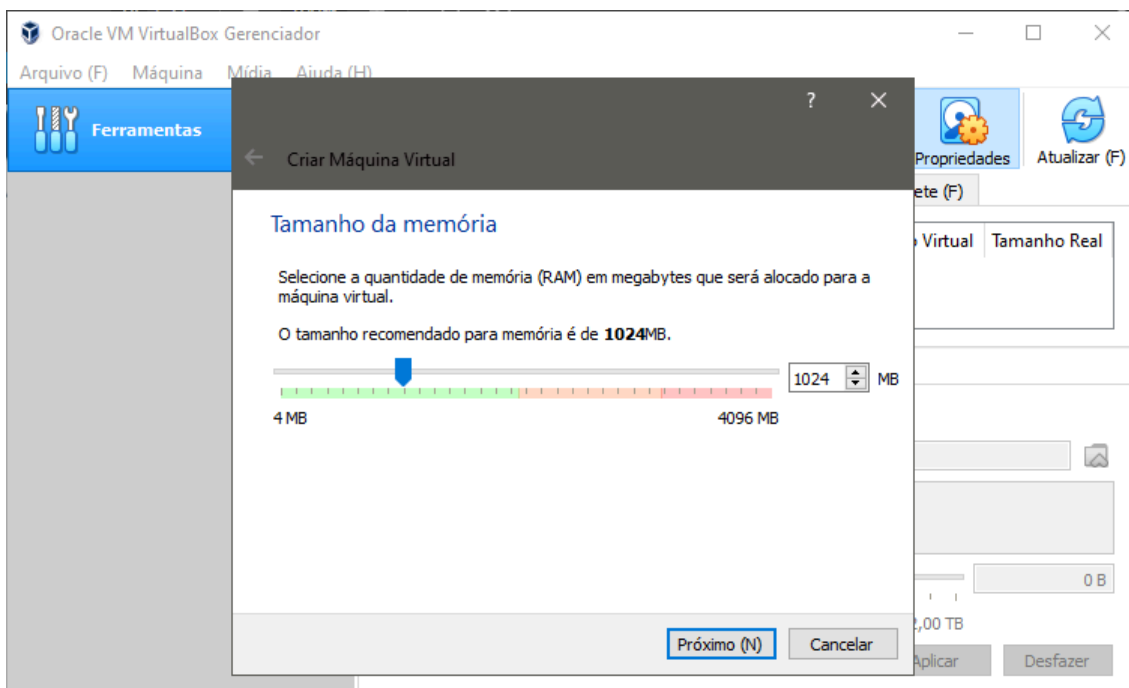 Oracle VM VirtualBox Gerenciador
Arquivo (F) Máquina Mídia Ajuda (H)
Ferramentas
? 
Criar Máquina Virtual
Propriedades
Atualizar (F)
ete (F)
Tamanho da memória
Virtual Tamanho Real
Selecione a quantidade de memória (RAM) em megabytes que será alocado para a
máquina virtual.
O tamanho recomendado para memória é de 1024MB.
1024 MB
4 MB
4096 MB
0 B
2,00 TB
Próximo (N)
Cancelar
Aplicar
Desfazer